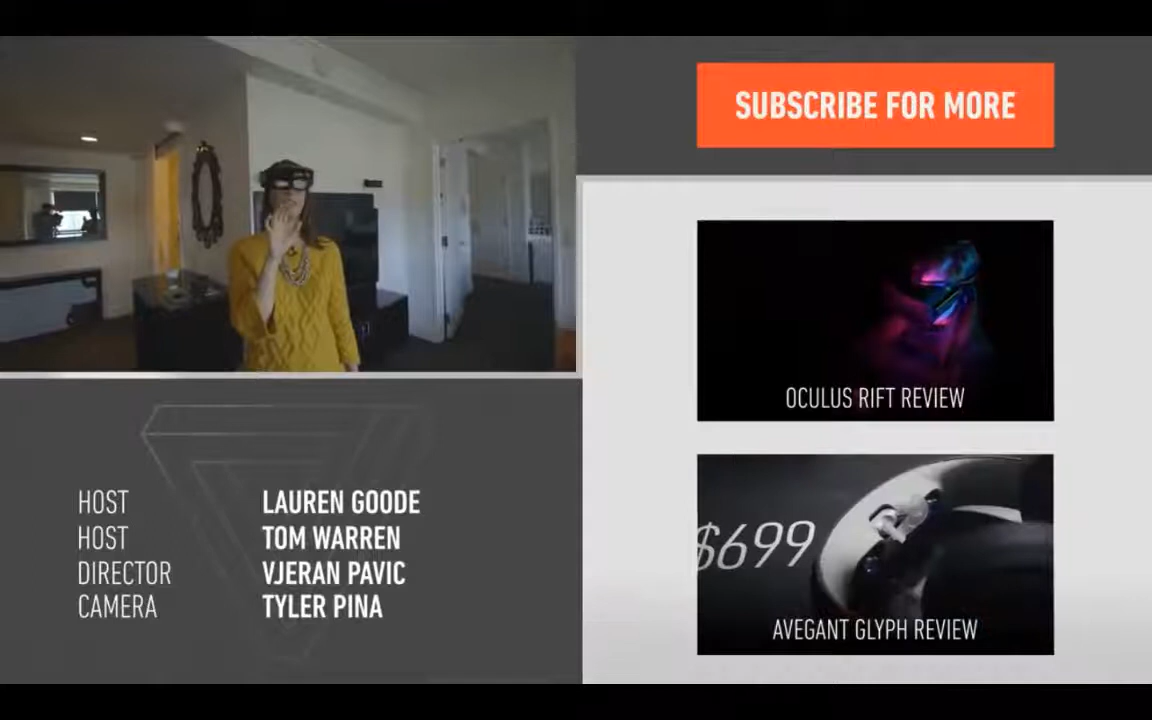 SUBSCRIBE FOR MORE
OCULUS RIFT REVIEW
$699
AVEGANT GLYPH REVIEW
HOST LAUREN GOODE
HOST TOM WARREN
DIRECTOR VJERAN PAVIC
CAMERA TYLER PINA